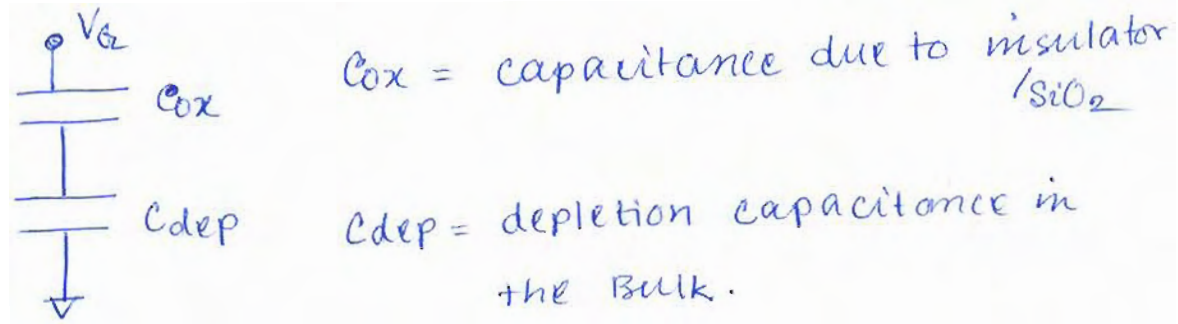 VG
Cox
Cox = capacitance due to insulator
/SiO2
Cdep
Cdep = depletion capacitance in
the Bulk.